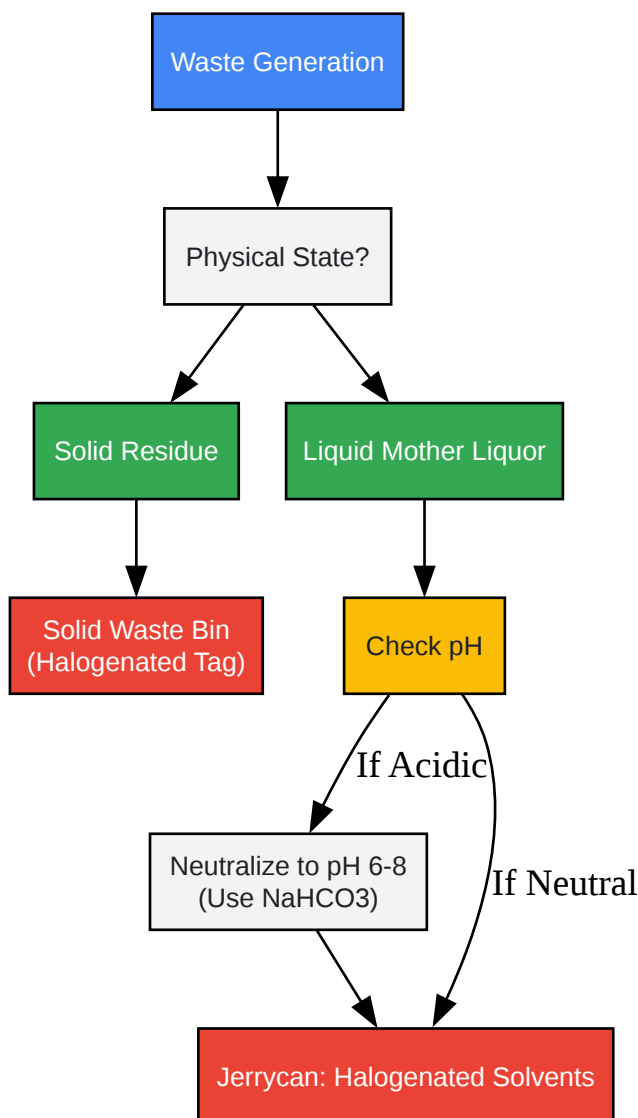 Waste Generation
Physical State?
Solid Residue
Liquid Mother Liquor
Solid Waste Bin
(Halogenated Tag)
Check pH
If Acidic
Neutralize to pH 6-8
(Use NaHCO3)
If Neutral
Jerrycan: Halogenated Solvents